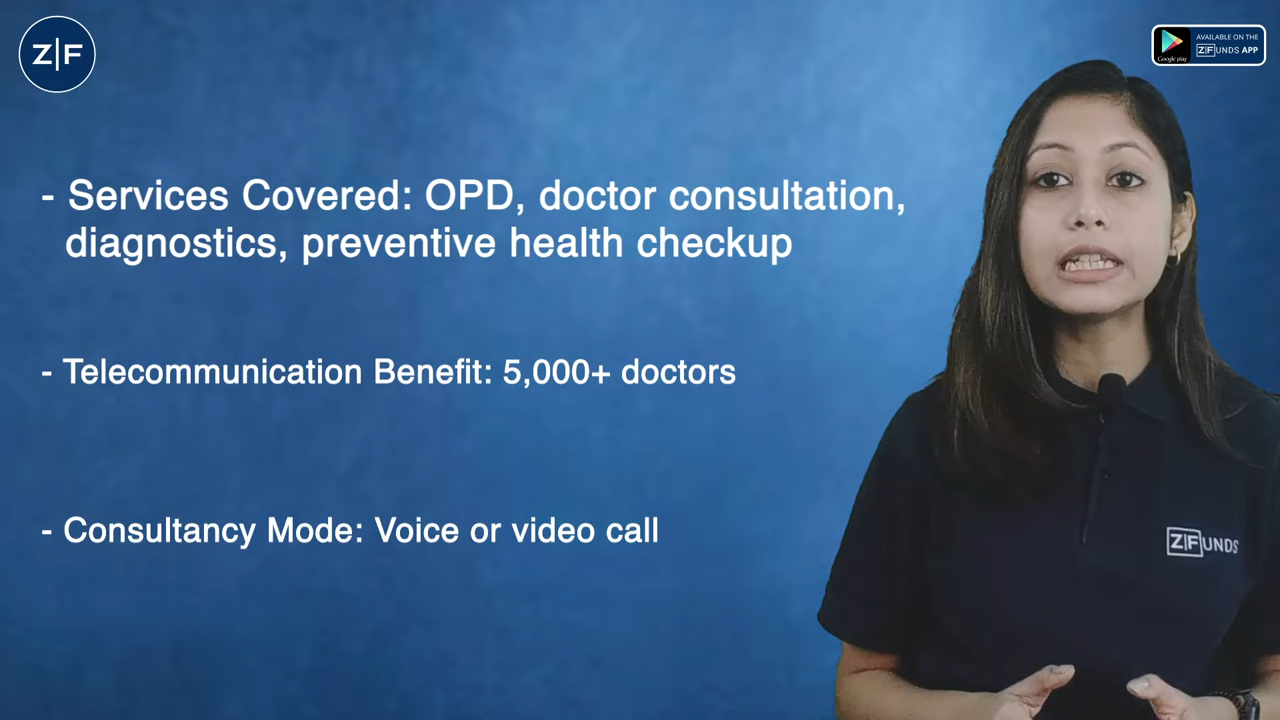 Z|F
AVAILABLE ON THE
Z|FUNDS APP
Google play
- Services Covered: OPD, doctor consultation,
diagnostics, preventive health checkup
- Telecommunication Benefit: 5,000+ doctors
- Consultancy Mode: Voice or video call
Z|FUNDS